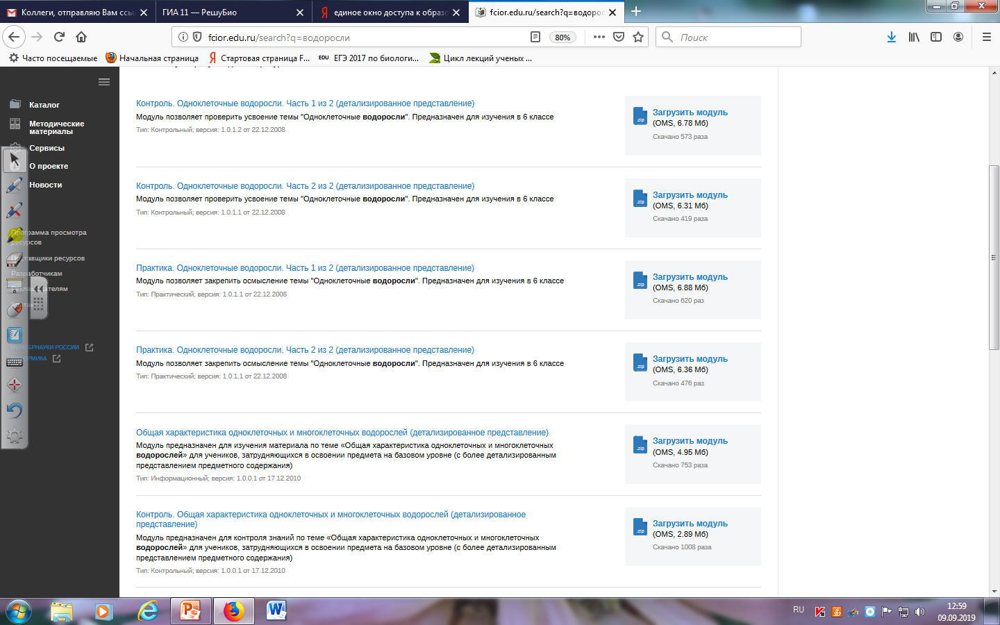 Коллеги, отправляю Вам ссы
ГИА 11 — РешуБио
единое окно доступа к образо
fcior.edu.ru/search?q=водорос
fcior.edu.ru/search?q=водоросли
80%
Поиск
Часто посещаемые
Начальная страница
Стартовая страница F...
EDU
ЕГЭ 2017 по биологи...
Цикл лекций ученых ...
Каталог
Методические
материалы
Сервисы
О проекте
Новости
Программа просмотра
ресурсов
Поставщики ресурсов
Разработчикам
МИНОБРНАУКИ РОССИИ
Контроль. Одноклеточные водоросли. Часть 1 из 2 (детализированное представление)
Модуль позволяет проверить усвоение темы "Одноклеточные водоросли". Предназначен для изучения в 6 классе
Тип: Контрольный; версия: 1.0.1.2 от 22.12.2008
.zip
Загрузить модуль
(OMS, 6.78 Мб)
Скачано 573 раза
Контроль. Одноклеточные водоросли. Часть 2 из 2 (детализированное представление)
Модуль позволяет проверить усвоение темы "Одноклеточные водоросли". Предназначен для изучения в 6 классе
Тип: Контрольный; версия: 1.0.1.1 от 22.12.2008
.zip
Загрузить модуль
(OMS, 6.31 Мб)
Скачано 419 раза
Практика. Одноклеточные водоросли. Часть 1 из 2 (детализированное представление)
Модуль позволяет закрепить осмысление темы "Одноклеточные водоросли". Предназначен для изучения в 6 классе
Тип: Практический; версия: 1.0.1.1 от 22.12.2008
.zip
Загрузить модуль
(OMS, 6.88 Мб)
Скачано 620 раз
Практика. Одноклеточные водоросли. Часть 2 из 2 (детализированное представление)
Модуль позволяет закрепить осмысление темы "Одноклеточные водоросли". Предназначен для изучения в 6 классе
Тип: Практический; версия: 1.0.1.1 от 22.12.2008
.zip
Загрузить модуль
(OMS, 6.36 Мб)
Скачано 476 раз
Общая характеристика одноклеточных и многоклеточных водорослей (детализированное представление)
Модуль предназначен для изучения материала по теме «Общая характеристика одноклеточных и многоклеточных
водорослей» для учеников, затрудняющихся в освоении предмета на базовом уровне (с более детализированным
представлением предметного содержания)
Тип: Информационный; версия: 1.0.0.1 от 17.12.2010
.zip
Загрузить модуль
(OMS, 4.95 Мб)
Скачано 753 раза
Контроль. Общая характеристика одноклеточных и многоклеточных водорослей (детализированное
представление)
Модуль предназначен для контроля знаний по теме «Общая характеристика одноклеточных и многоклеточных
водорослей» для учеников, затрудняющихся в освоении предмета на базовом уровне (с более детализированным
представлением предметного содержания)
Тип: Контрольный; версия: 1.0.0.1 от 17.12.2010
.zip
Загрузить модуль
(OMS, 2.89 Мб)
Скачано 1008 раза
RU
12:59
09.09.2019